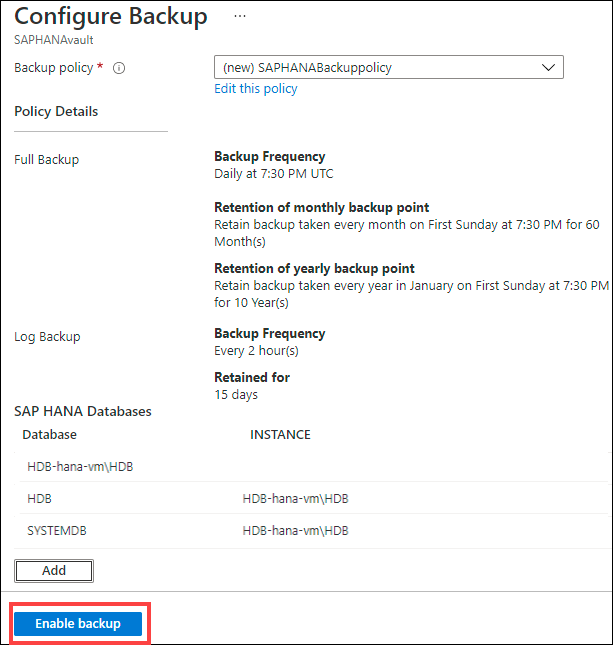 Configure Backup ...
SAPHANAvault
Backup policy *
(new) SAPHANABackuppolicy
Edit this policy
Policy Details
Full Backup
Backup Frequency
Daily at 7:30 PM UTC
Retention of monthly backup point
Retain backup taken every month on First Sunday at 7:30 PM for 60
Month(s)
Retention of yearly backup point
Retain backup taken every year in January on First Sunday at 7:30 PM
for 10 Year(s)
Log Backup
Backup Frequency
Every 2 hour(s)
Retained for
15 days
SAP HANA Databases
Database INSTANCE
HDB-hana-vm\HDB
HDB HDB-hana-vm\HDB
SYSTEMDB HDB-hana-vm\HDB
Add
Enable backup